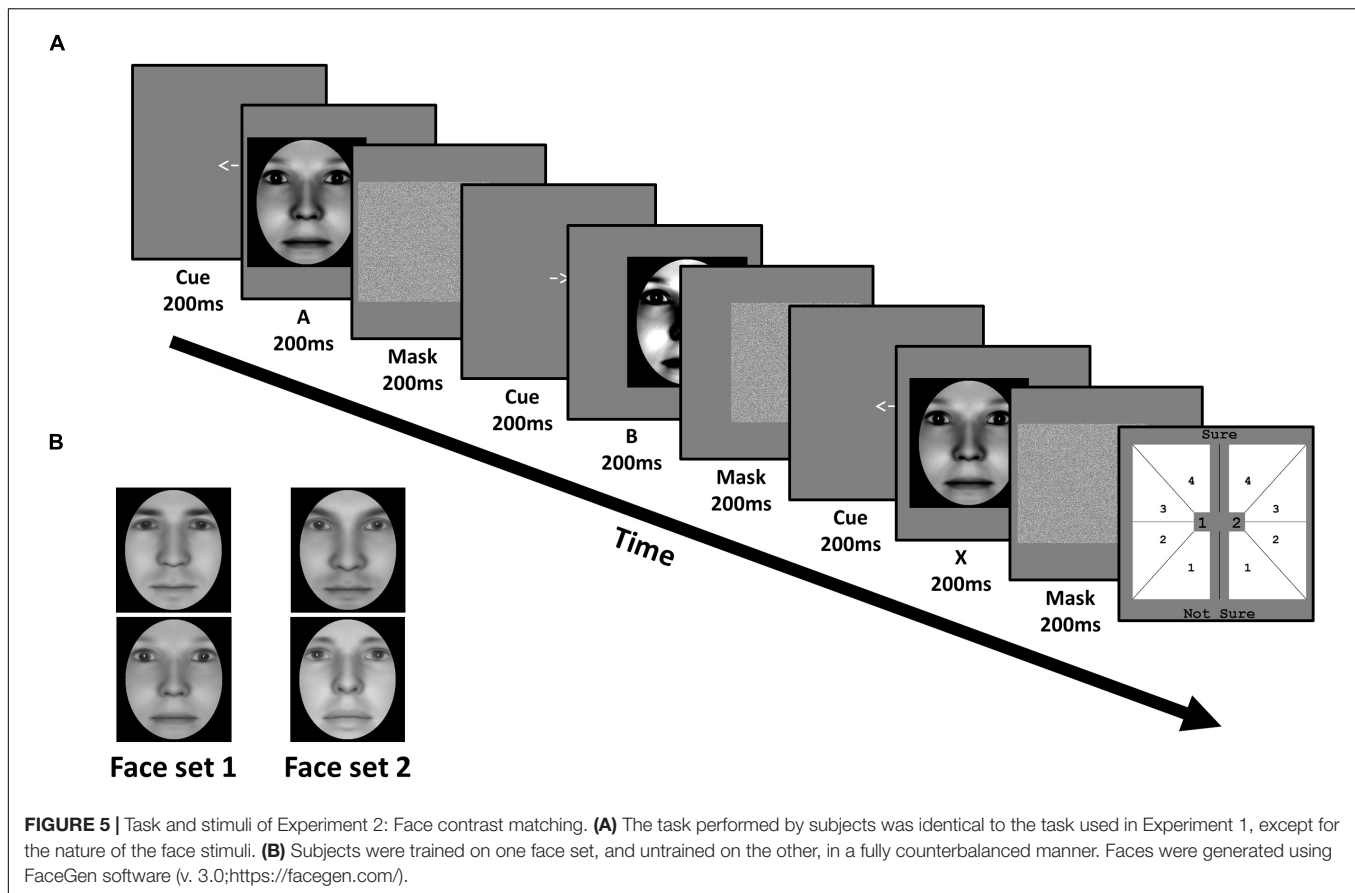 A
Cue
200ms
A
200ms
Mask
200ms
Cue
200ms
B
200ms
Mask
200ms
Cue
200ms
X
200ms
Mask
200ms
Sure
4 4
3 3
1 2
2 2
1 1
Not Sure
Time
B
Face set 1
Face set 2
FIGURE 5 | Task and stimuli of Experiment 2: Face contrast matching. (A) The task performed by subjects was identical to the task used in Experiment 1, except for
the nature of the face stimuli. (B) Subjects were trained on one face set, and untrained on the other, in a fully counterbalanced manner. Faces were generated using
FaceGen software (v. 3.0;https://facegen.com/).